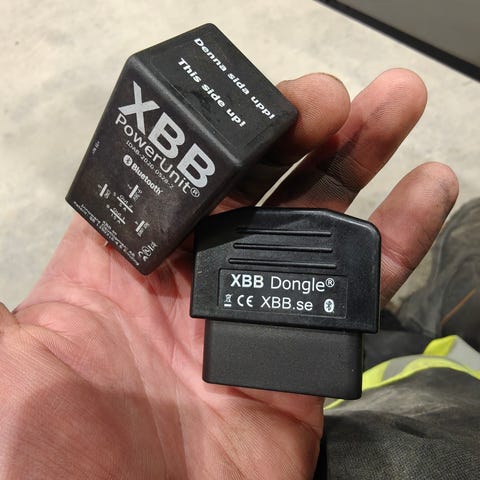 Denna sida upp!
This side up!
XBB
PowerUnit®
Bluetooth®
XBB Dongle®
CE XBB.se